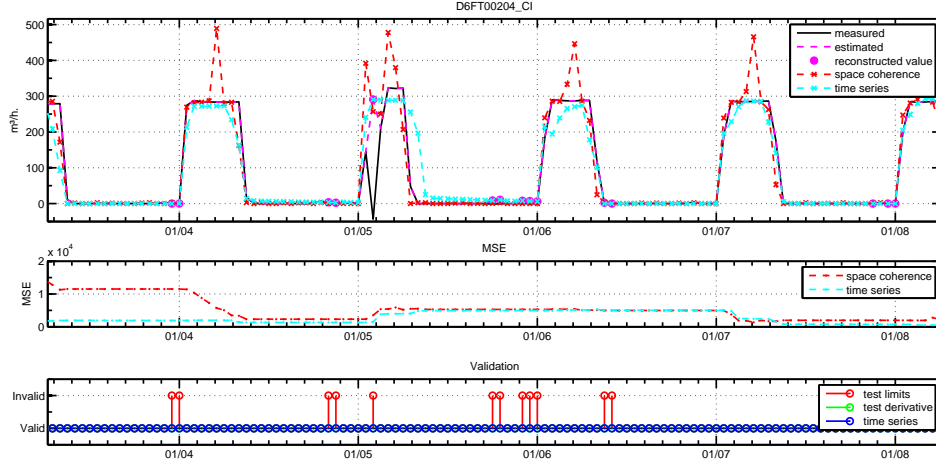 D6FT00204_CI
500
400
300
200
100
0
m³/h.
measured
estimated
reconstructed value
space coherence
time series
01/04
01/05
01/06
01/07
01/08
MSE
x 10⁴
2
1
0
MSE
space coherence
time series
01/04
01/05
01/06
01/07
01/08
Validation
Invalid
Valid
test limits
test derivative
time series
01/04
01/05
01/06
01/07
01/08